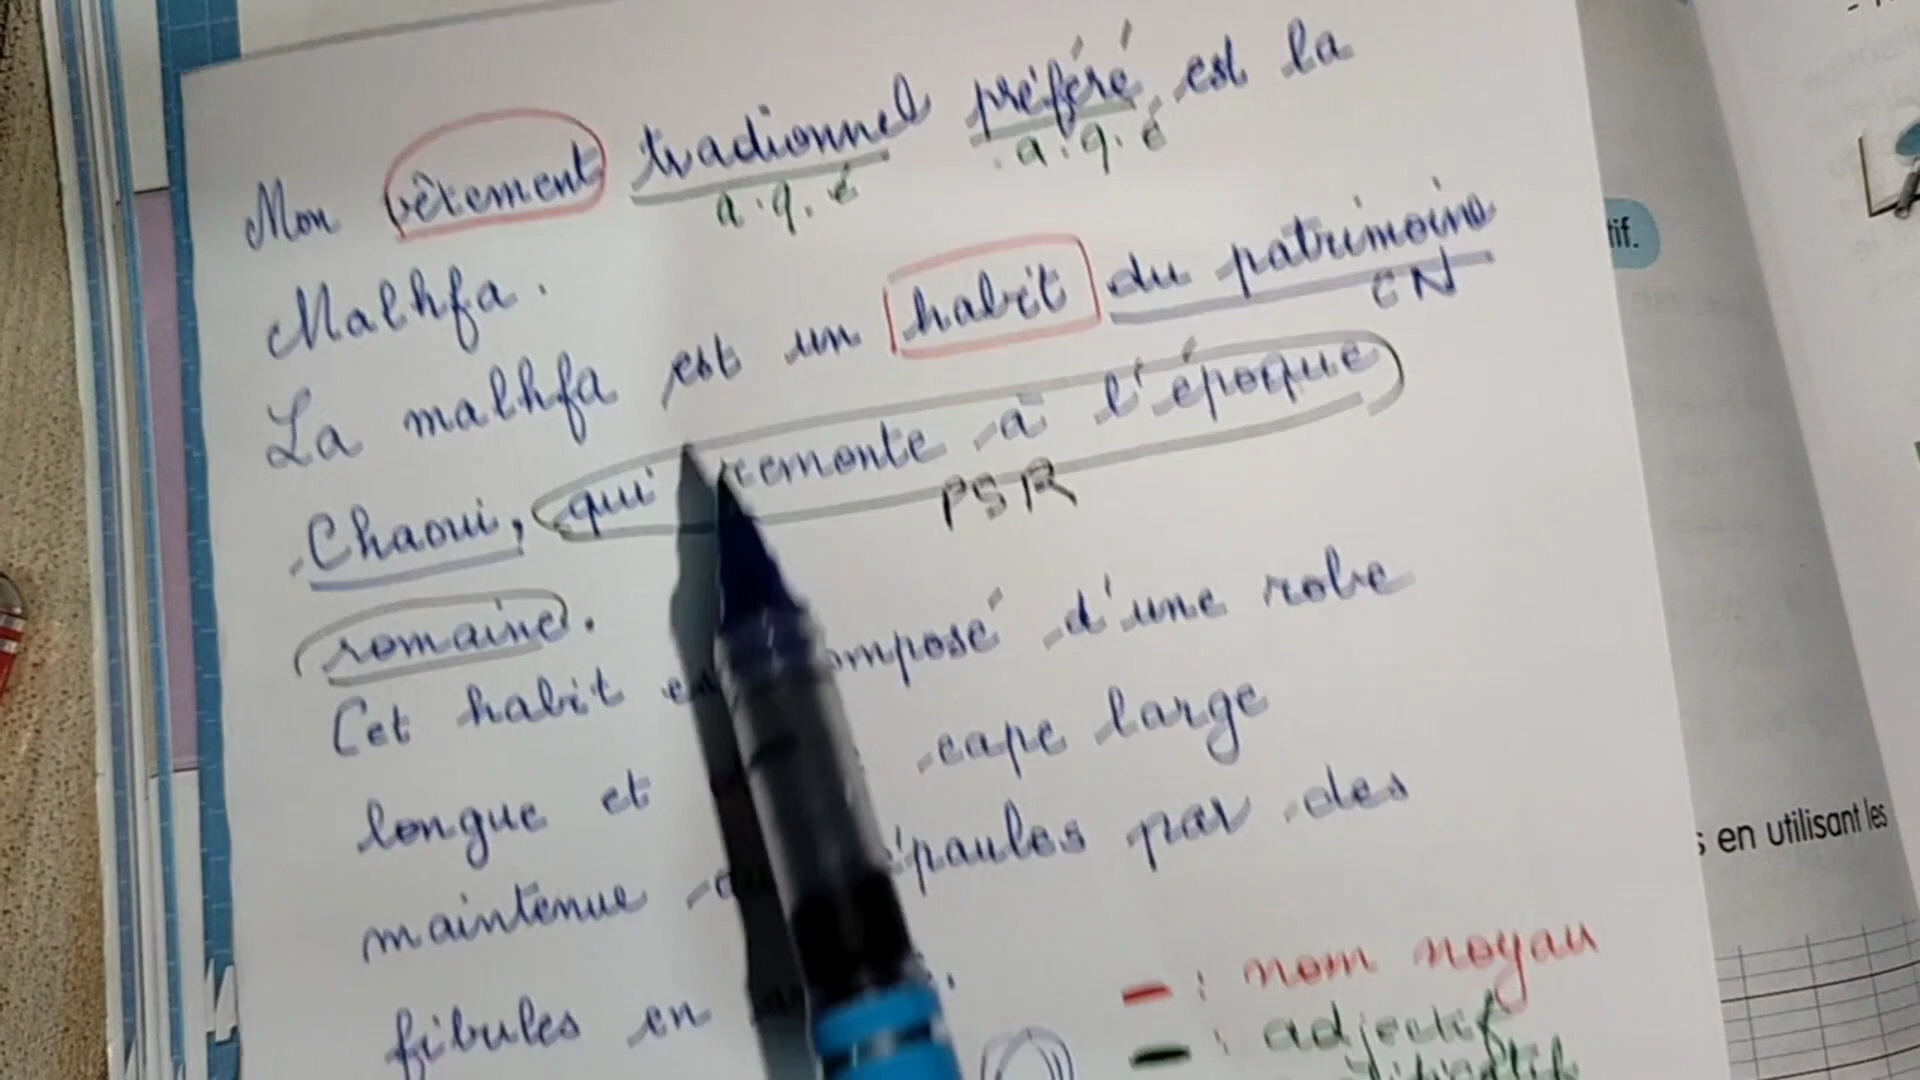 Mon vêtement tradionnel préféré est la
a.q.é a.q.é
Malhfa.
La malhfa est un habit du patrimoine
CN
Chaoui, qui remonte à l'époque
PSR
romaine.
Cet habit composé d'une robe
longue et cape large
maintenue épaules par des
fibules en
- : nom noyau
- : adjectif
tif.
s en utilisant les